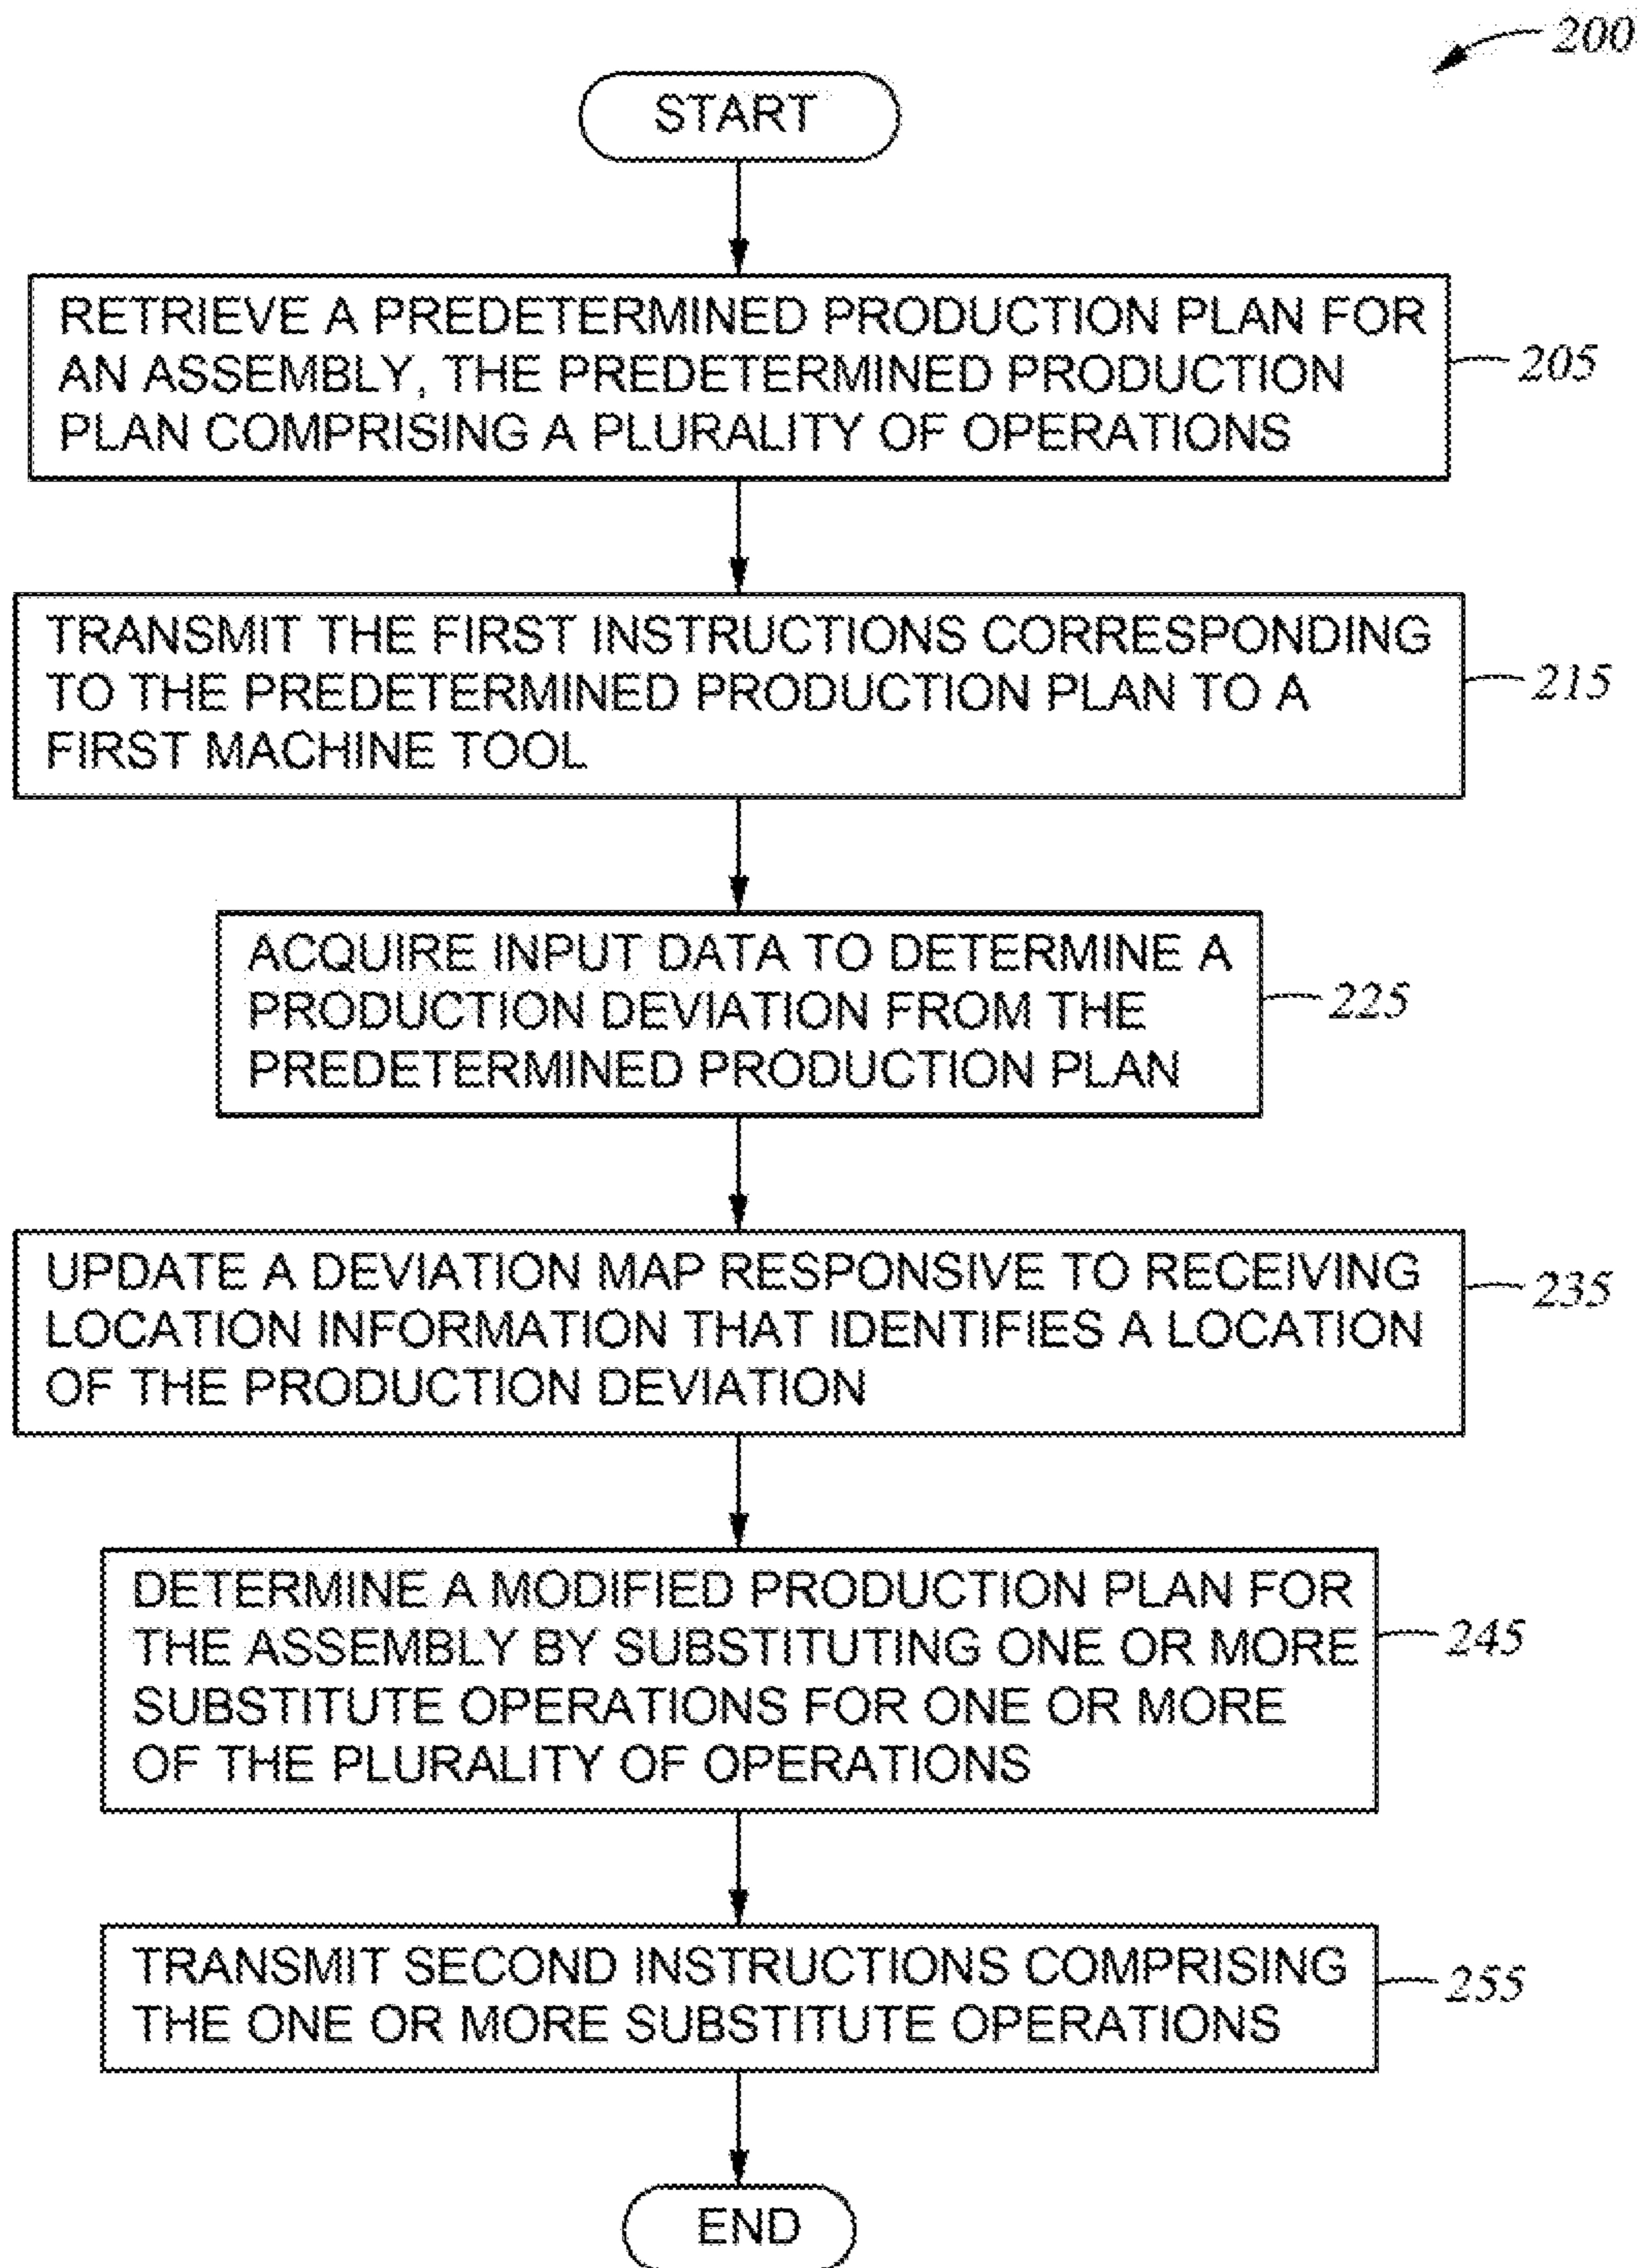 200
START
RETRIEVE A PREDETERMINED PRODUCTION PLAN FOR
AN ASSEMBLY, THE PREDETERMINED PRODUCTION
PLAN COMPRISING A PLURALITY OF OPERATIONS
205
TRANSMIT THE FIRST INSTRUCTIONS CORRESPONDING
TO THE PREDETERMINED PRODUCTION PLAN TO A
FIRST MACHINE TOOL
215
ACQUIRE INPUT DATA TO DETERMINE A
PRODUCTION DEVIATION FROM THE
PREDETERMINED PRODUCTION PLAN
225
UPDATE A DEVIATION MAP RESPONSIVE TO RECEIVING
LOCATION INFORMATION THAT IDENTIFIES A LOCATION
OF THE PRODUCTION DEVIATION
235
DETERMINE A MODIFIED PRODUCTION PLAN FOR
THE ASSEMBLY BY SUBSTITUTING ONE OR MORE
SUBSTITUTE OPERATIONS FOR ONE OR MORE
OF THE PLURALITY OF OPERATIONS
245
TRANSMIT SECOND INSTRUCTIONS COMPRISING
THE ONE OR MORE SUBSTITUTE OPERATIONS
255
END